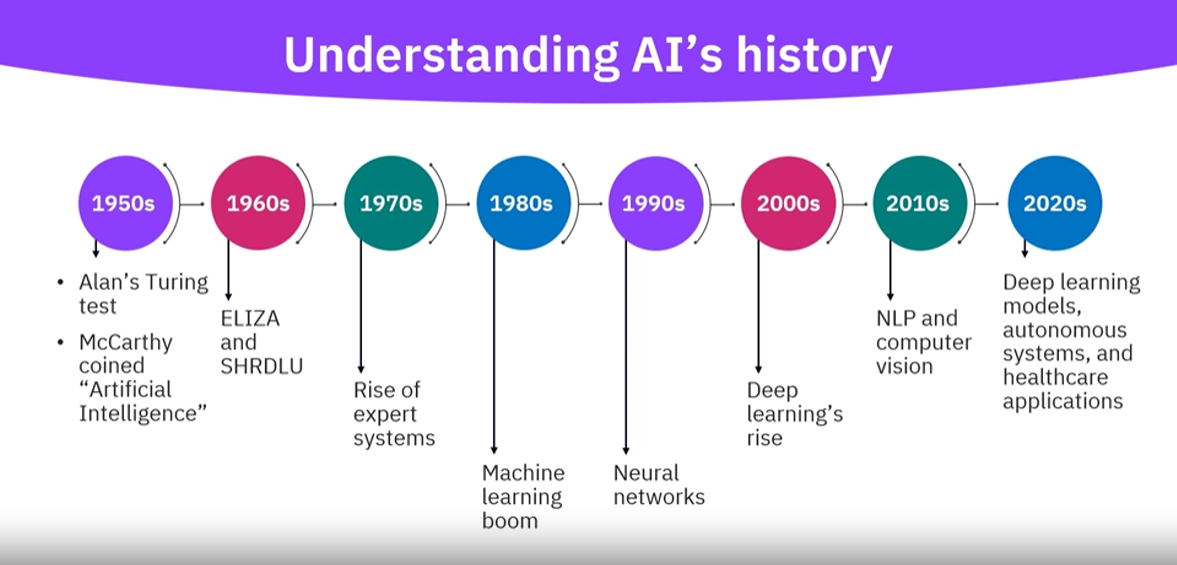 Understanding AI’s history
1950s
1960s
1970s
1980s
1990s
2000s
2010s
2020s
• Alan’s Turing
test
• McCarthy
coined
“Artificial
Intelligence”
ELIZA
and
SHRDLU
Rise of
expert
systems
Machine
learning
boom
Neural
networks
Deep
learning’s
rise
NLP and
computer
vision
Deep learning
models,
autonomous
systems, and
healthcare
applications